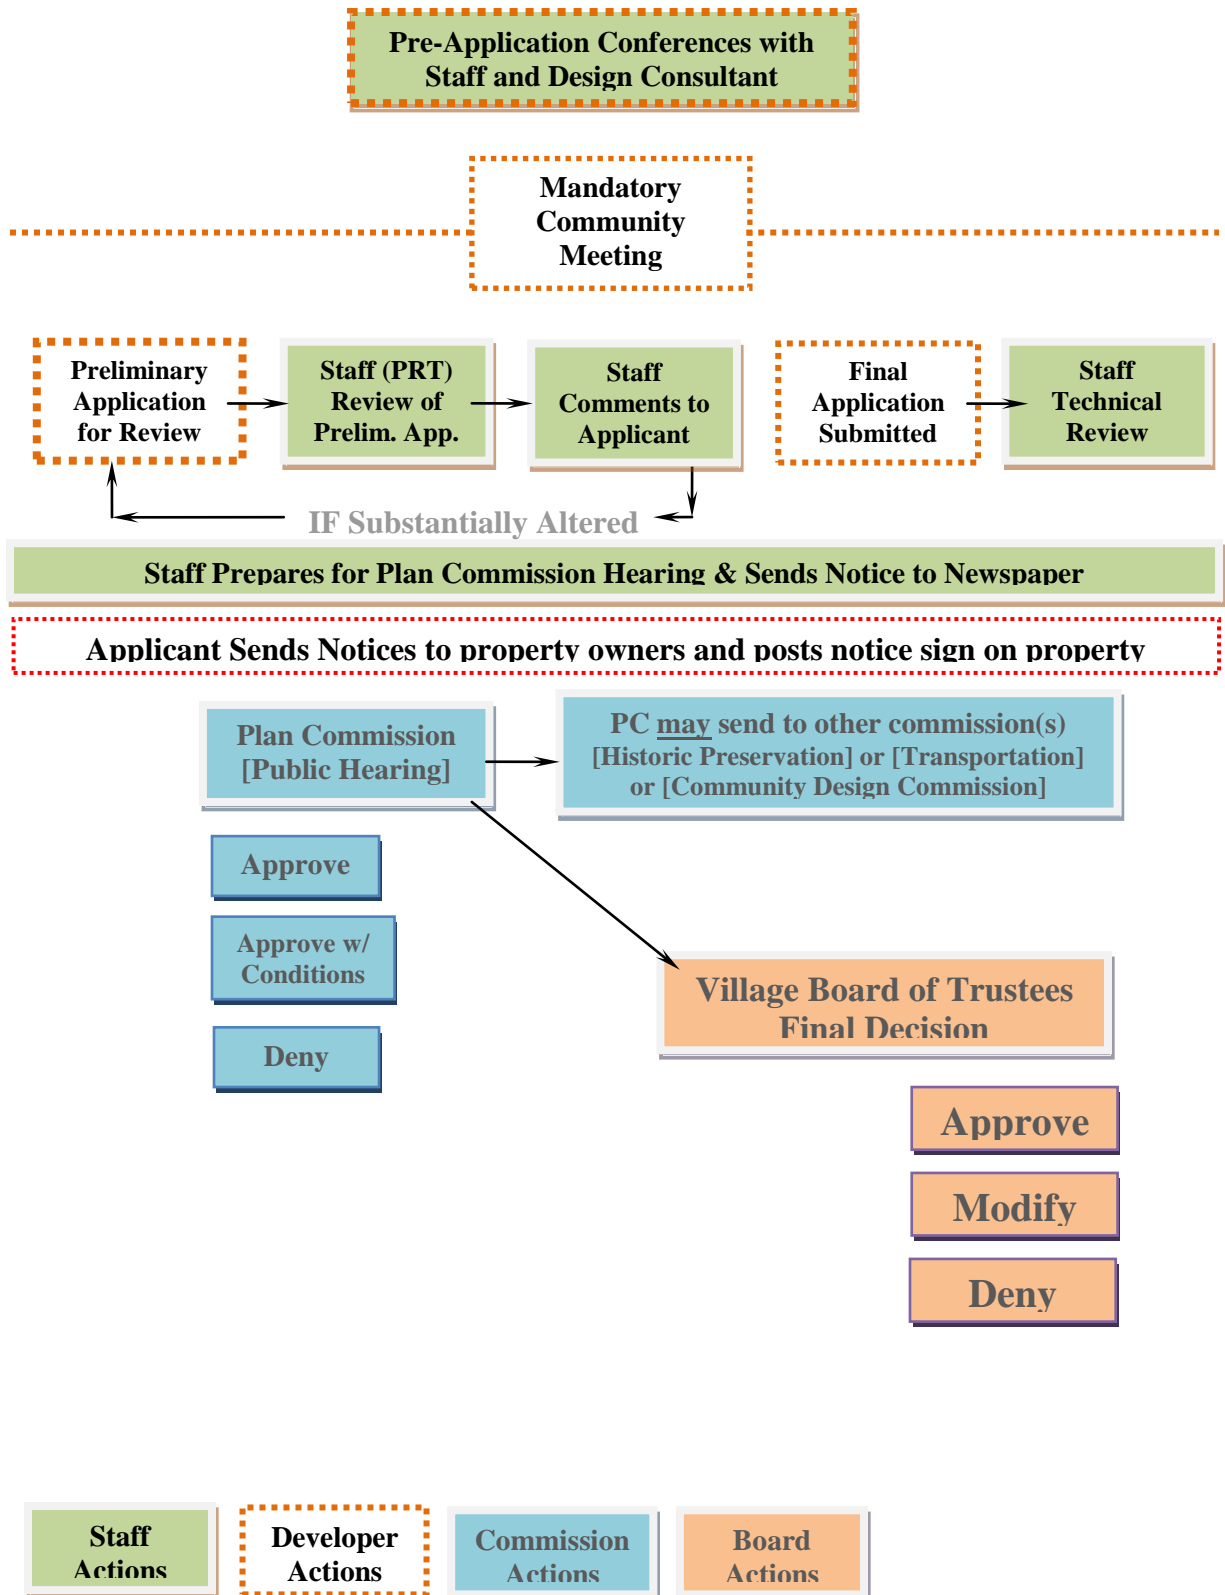 Pre-Application Conferences with
Staff and Design Consultant
Mandatory
Community
Meeting
Preliminary
Application
for Review
Staff (PRT)
Review of
Prelim. App.
Staff
Comments to
Applicant
Final
Application
Submitted
Staff
Technical
Review
IF Substantially Altered
Staff Prepares for Plan Commission Hearing & Sends Notice to Newspaper
Applicant Sends Notices to property owners and posts notice sign on property
Plan Commission
[Public Hearing]
PC may send to other commission(s)
[Historic Preservation] or [Transportation]
or [Community Design Commission]
Approve
Approve w/
Conditions
Deny
Village Board of Trustees
Final Decision
Approve
Modify
Deny
Staff
Actions
Developer
Actions
Commission
Actions
Board
Actions